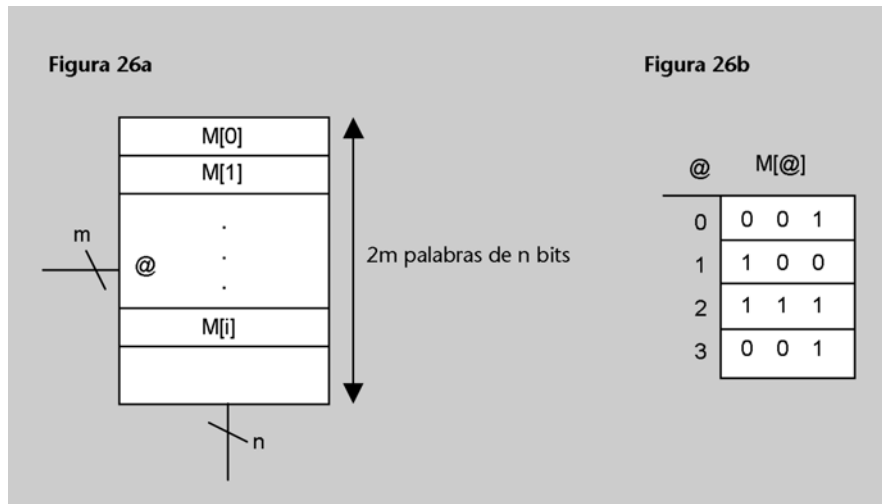 Figura 26a
M[0]
M[1]
.
.
.
m
@
M[i]
n
2m palabras de n bits
Figura 26b
@ M[@]
0 0 0 1
1 1 0 0
2 1 1 1
3 0 0 1